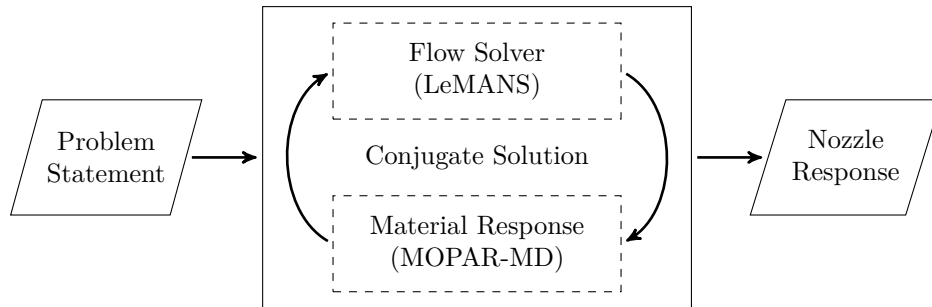 Problem
Statement
Flow Solver
(LeMANS)
Conjugate Solution
Material Response
(MOPAR-MD)
Nozzle
Response